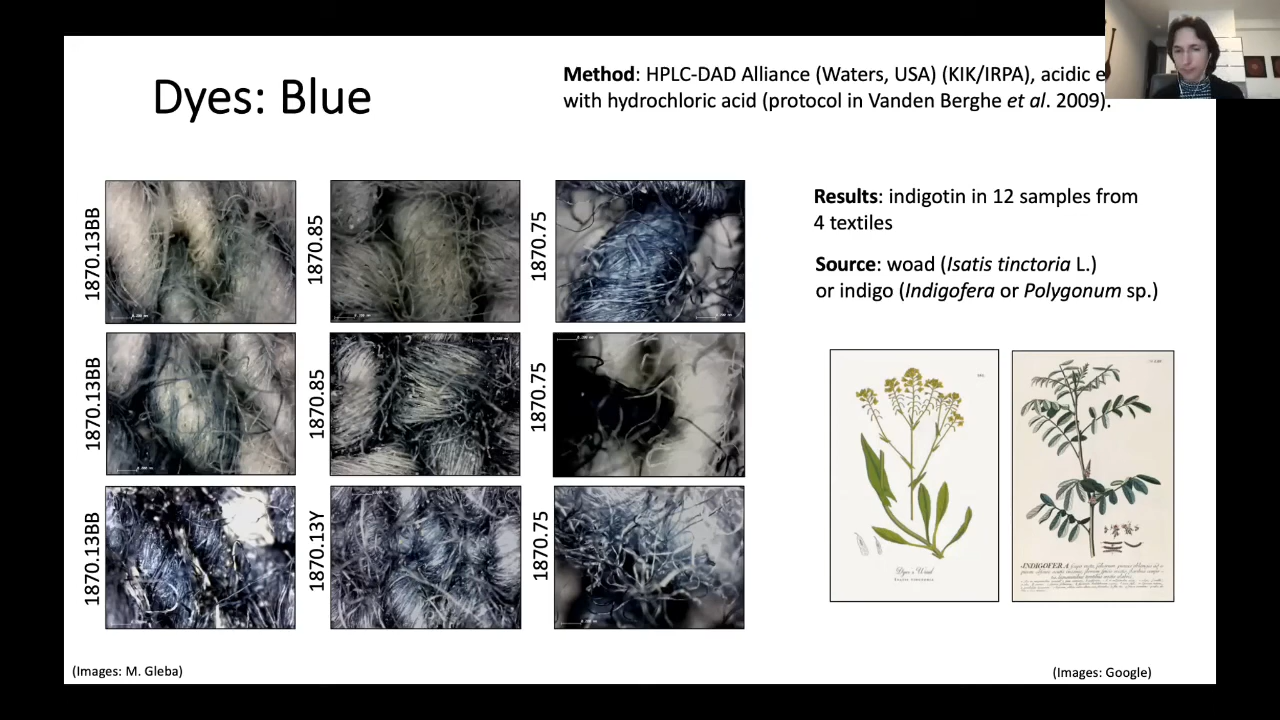 Dyes: Blue
Method: HPLC-DAD Alliance (Waters, USA) (KIK/IRPA), acidic
with hydrochloric acid (protocol in Vanden Berghe et al. 2009).
1870.13BB
1870.85
1870.75
1870.13BB
1870.85
1870.75
1870.13BB
1870.13Y
1870.75
Results: indigotin in 12 samples from
4 textiles
Source: woad (Isatis tinctoria L.)
or indigo (Indigofera or Polygonum sp.)
Dyer's Woad
INDIGOFERA
(Images: M. Gleba)
(Images: Google)